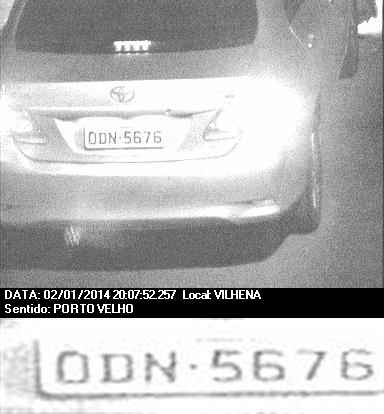 ODN·5676
DATA: 02/01/2014 20:07:52.257 Local: VILHENA
Sentido: PORTO VELHO
ODN·5676